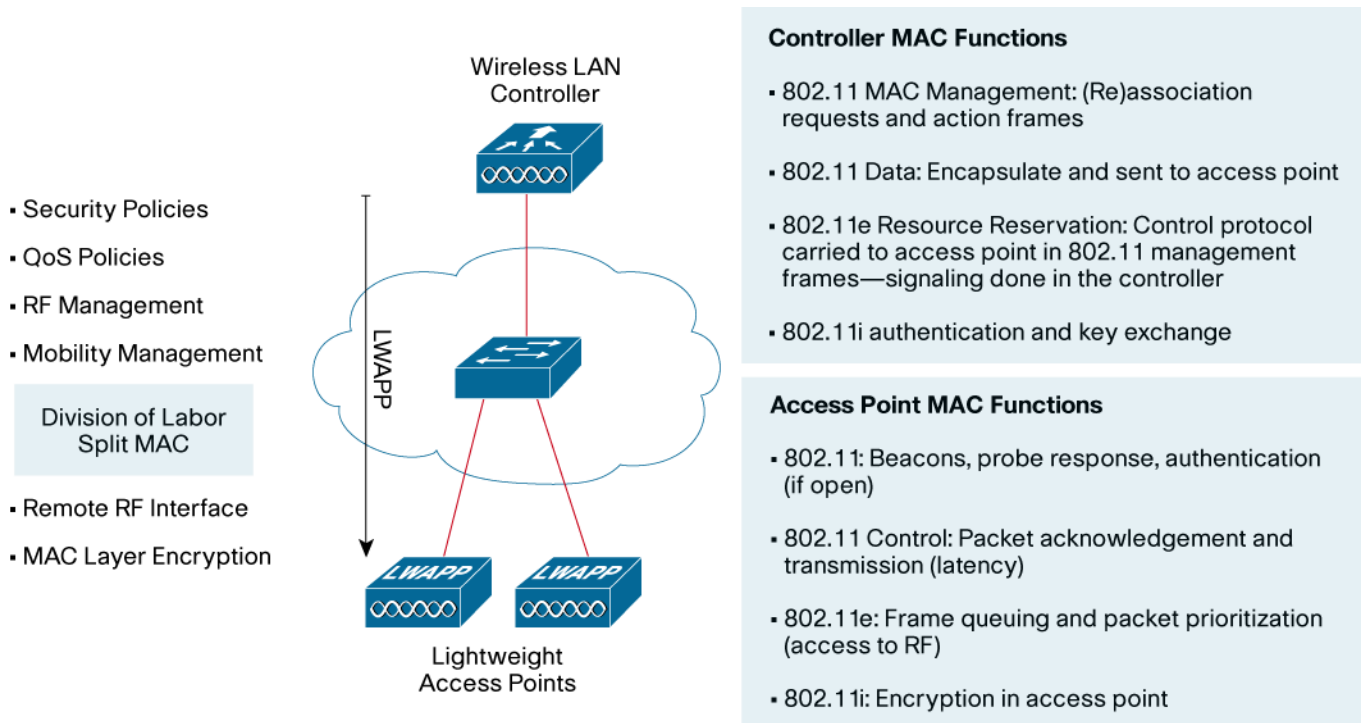 Wireless LAN
Controller
▪ Security Policies
▪ QoS Policies
▪ RF Management
▪ Mobility Management
Division of Labor
Split MAC
▪ Remote RF Interface
▪ MAC Layer Encryption
LWAPP
LWAPP
LWAPP
Lightweight
Access Points
Controller MAC Functions
▪ 802.11 MAC Management: (Re)association
requests and action frames
▪ 802.11 Data: Encapsulate and sent to access point
▪ 802.11e Resource Reservation: Control protocol
carried to access point in 802.11 management
frames—signaling done in the controller
▪ 802.11i authentication and key exchange
Access Point MAC Functions
▪ 802.11: Beacons, probe response, authentication
(if open)
▪ 802.11 Control: Packet acknowledgement and
transmission (latency)
▪ 802.11e: Frame queuing and packet prioritization
(access to RF)
▪ 802.11i: Encryption in access point